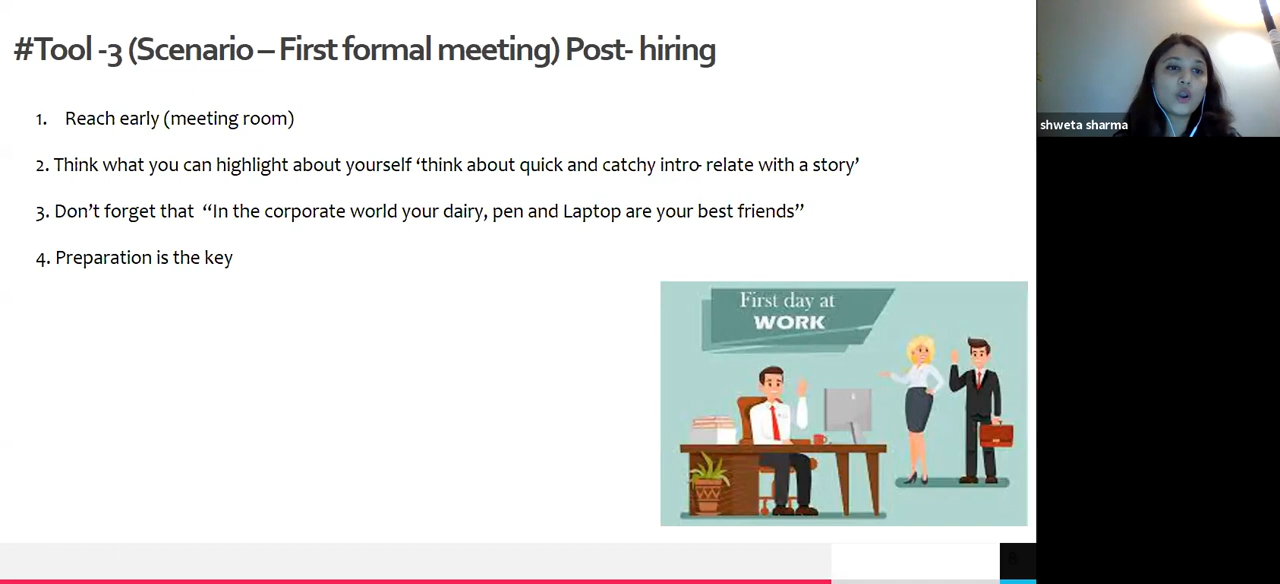 #Tool -3 (Scenario – First formal meeting) Post- hiring
1. Reach early (meeting room)
2. Think what you can highlight about yourself ‘think about quick and catchy intro- relate with a story’
3. Don’t forget that “In the corporate world your dairy, pen and Laptop are your best friends”
4. Preparation is the key
First day at
WORK
shweta sharma